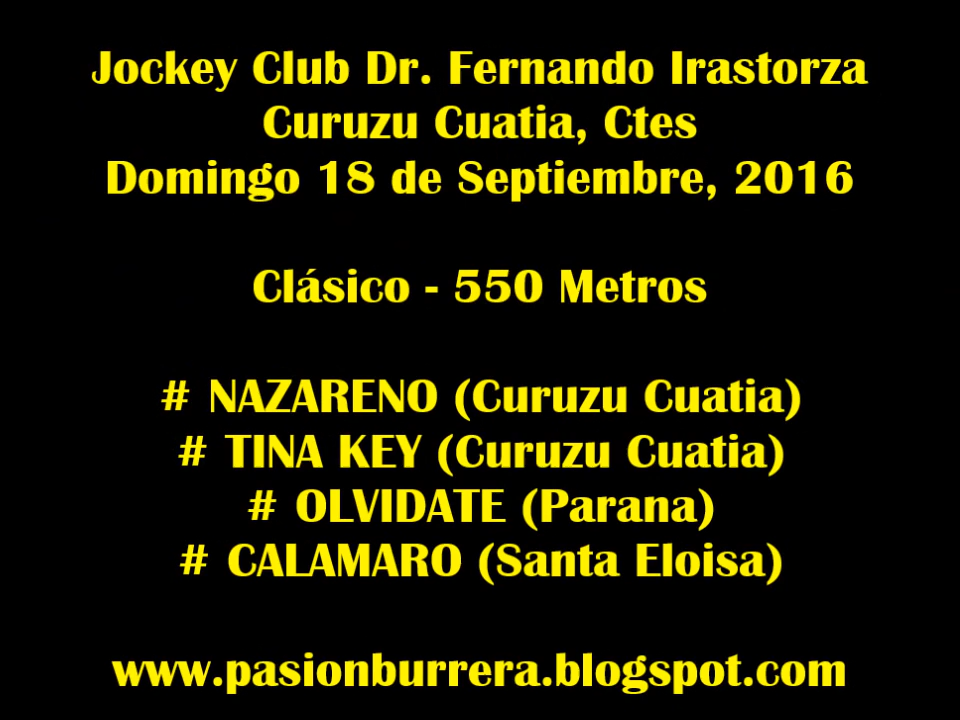 Jockey Club Dr. Fernando Irastorza
Curuzu Cuatia, Ctes
Domingo 18 de Septiembre, 2016
Clásico - 550 Metros
# NAZARENO (Curuzu Cuatia)
# TINA KEY (Curuzu Cuatia)
# OLVIDATE (Parana)
# CALAMARO (Santa Eloisa)
www.pasionburrera.blogspot.com